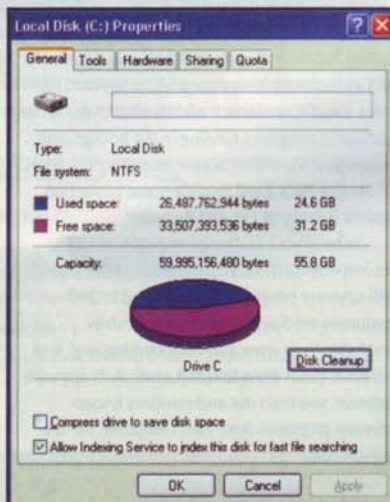 Local Disk (C:) Properties
General Tools Hardware Sharing Quota
Type: Local Disk
File system: NTFS
Used space: 26,487,762,944 bytes 24.6 GB
Free space: 33,507,393,536 bytes 31.2 GB
Capacity: 59,995,156,480 bytes 55.8 GB
Drive C
Disk Cleanup
Compress drive to save disk space
Allow Indexing Service to index this disk for fast file searching
OK Cancel Apply